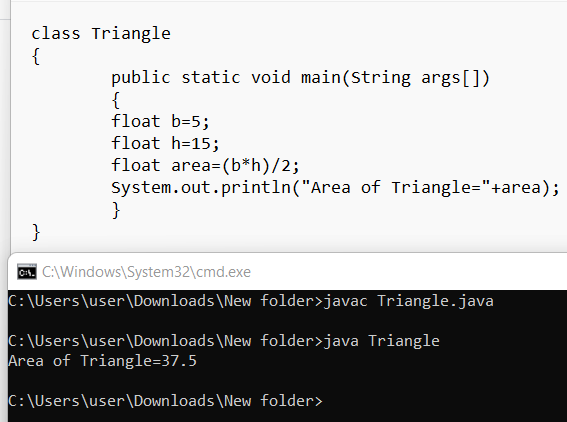 class Triangle
{
public static void main(String args[])
{
float b=5;
float h=15;
float area=(b*h)/2;
System.out.println("Area of Triangle="+area);
}
}
C:\Windows\System32\cmd.exe
C:\Users\user\Downloads\New folder>javac Triangle.java
C:\Users\user\Downloads\New folder>java Triangle
Area of Triangle=37.5
C:\Users\user\Downloads\New folder>